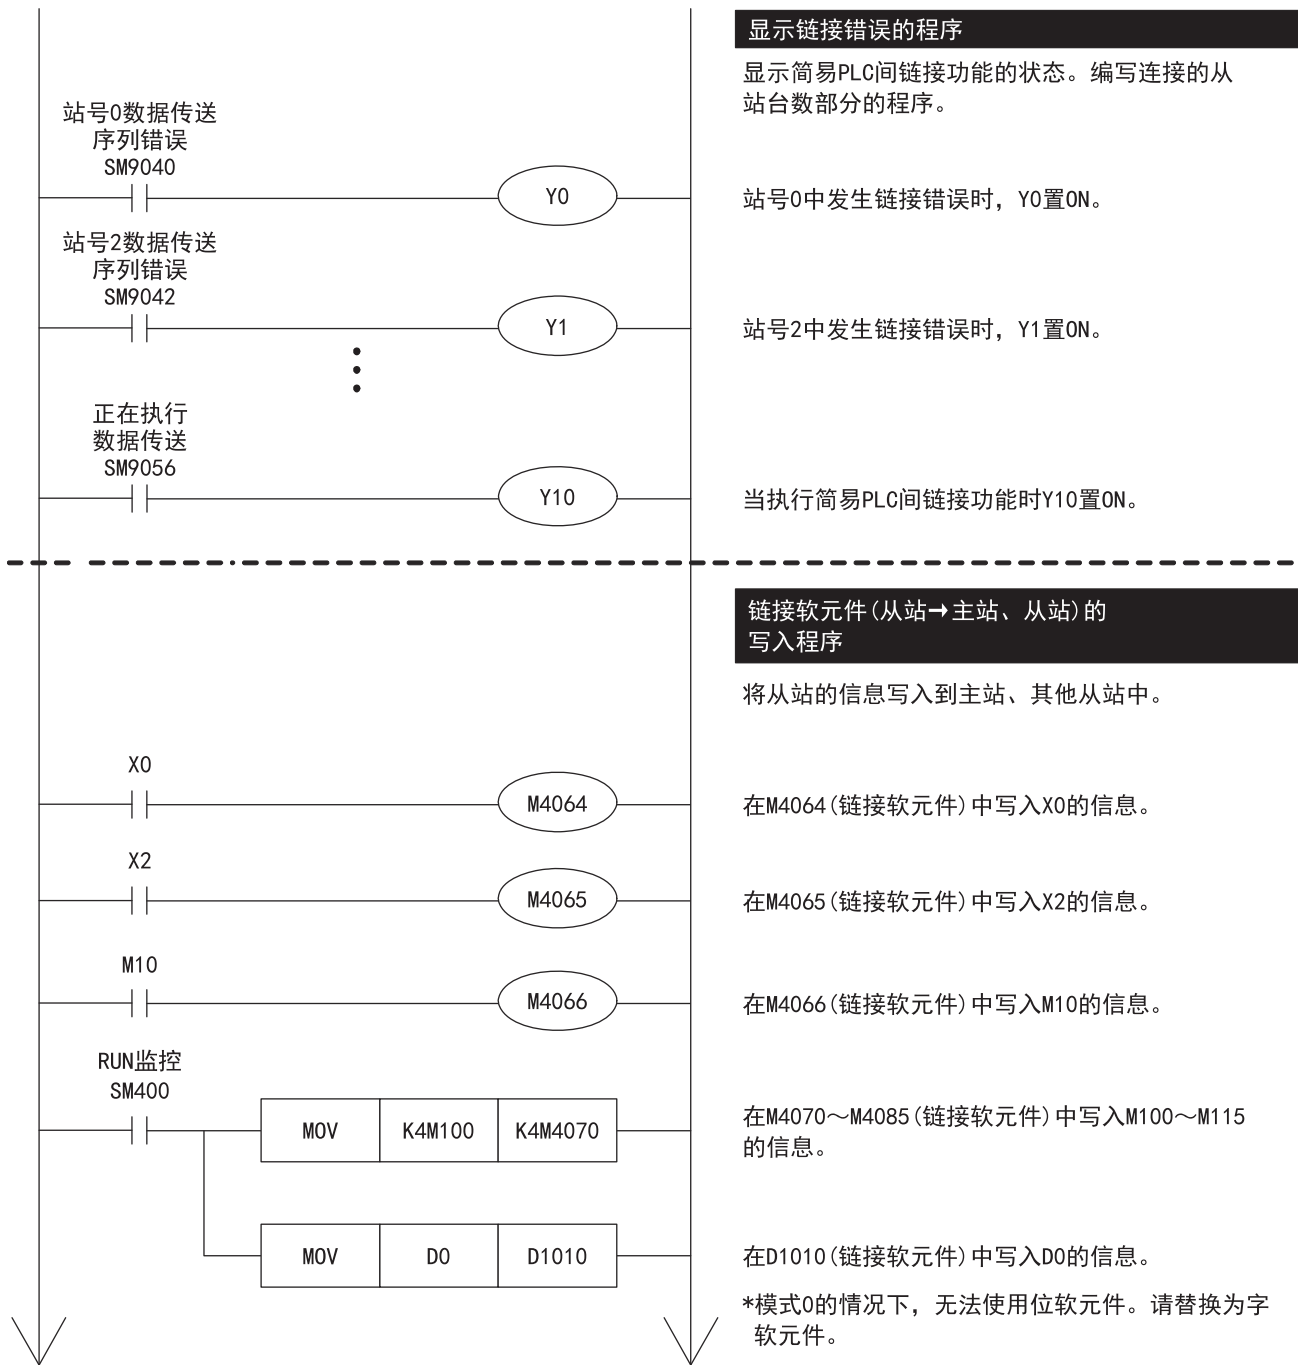 显示链接错误的程序
显示简易PLC间链接功能的状态。编写连接的从
站台数部分的程序。
站号0数据传送
序列错误
SM9040
Y0
站号0中发生链接错误时，Y0置ON。
站号2数据传送
序列错误
SM9042
Y1
站号2中发生链接错误时，Y1置ON。
正在执行
数据传送
SM9056
Y10
当执行简易PLC间链接功能时Y10置ON。
链接软元件(从站→主站、从站)的
写入程序
将从站的信息写入到主站、其他从站中。
X0
M4064
在M4064(链接软元件)中写入X0的信息。
X2
M4065
在M4065(链接软元件)中写入X2的信息。
M10
M4066
在M4066(链接软元件)中写入M10的信息。
RUN监控
SM400
MOV K4M100 K4M4070
在M4070～M4085(链接软元件)中写入M100～M115
的信息。
MOV D0 D1010
在D1010(链接软元件)中写入D0的信息。
*模式0的情况下，无法使用位软元件。请替换为字
软元件。